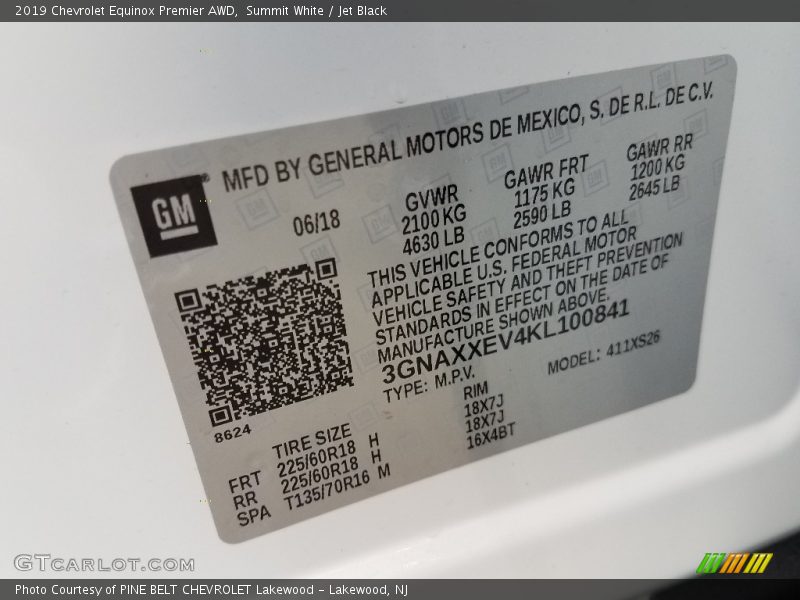 2019 Chevrolet Equinox Premier AWD, Summit White / Jet Black
MFD BY GENERAL MOTORS DE MEXICO, S. DE R.L. DE C.V.
GM®
06/18
GVWR
2100 KG
4630 LB
GAWR FRT
1175 KG
2590 LB
GAWR RR
1200 KG
2645 LB
THIS VEHICLE CONFORMS TO ALL
APPLICABLE U.S. FEDERAL MOTOR
VEHICLE SAFETY AND THEFT PREVENTION
STANDARDS IN EFFECT ON THE DATE OF
MANUFACTURE SHOWN ABOVE.
3GNAXXEV4KL100841
TYPE: M.P.V.
MODEL: 411XS26
8624
TIRE SIZE RIM
FRT 225/60R18 H 18X7J
RR 225/60R18 H 18X7J
SPA T135/70R16 M 16X4BT
GTcarlot.com
Photo Courtesy of PINE BELT CHEVROLET Lakewood - Lakewood, NJ